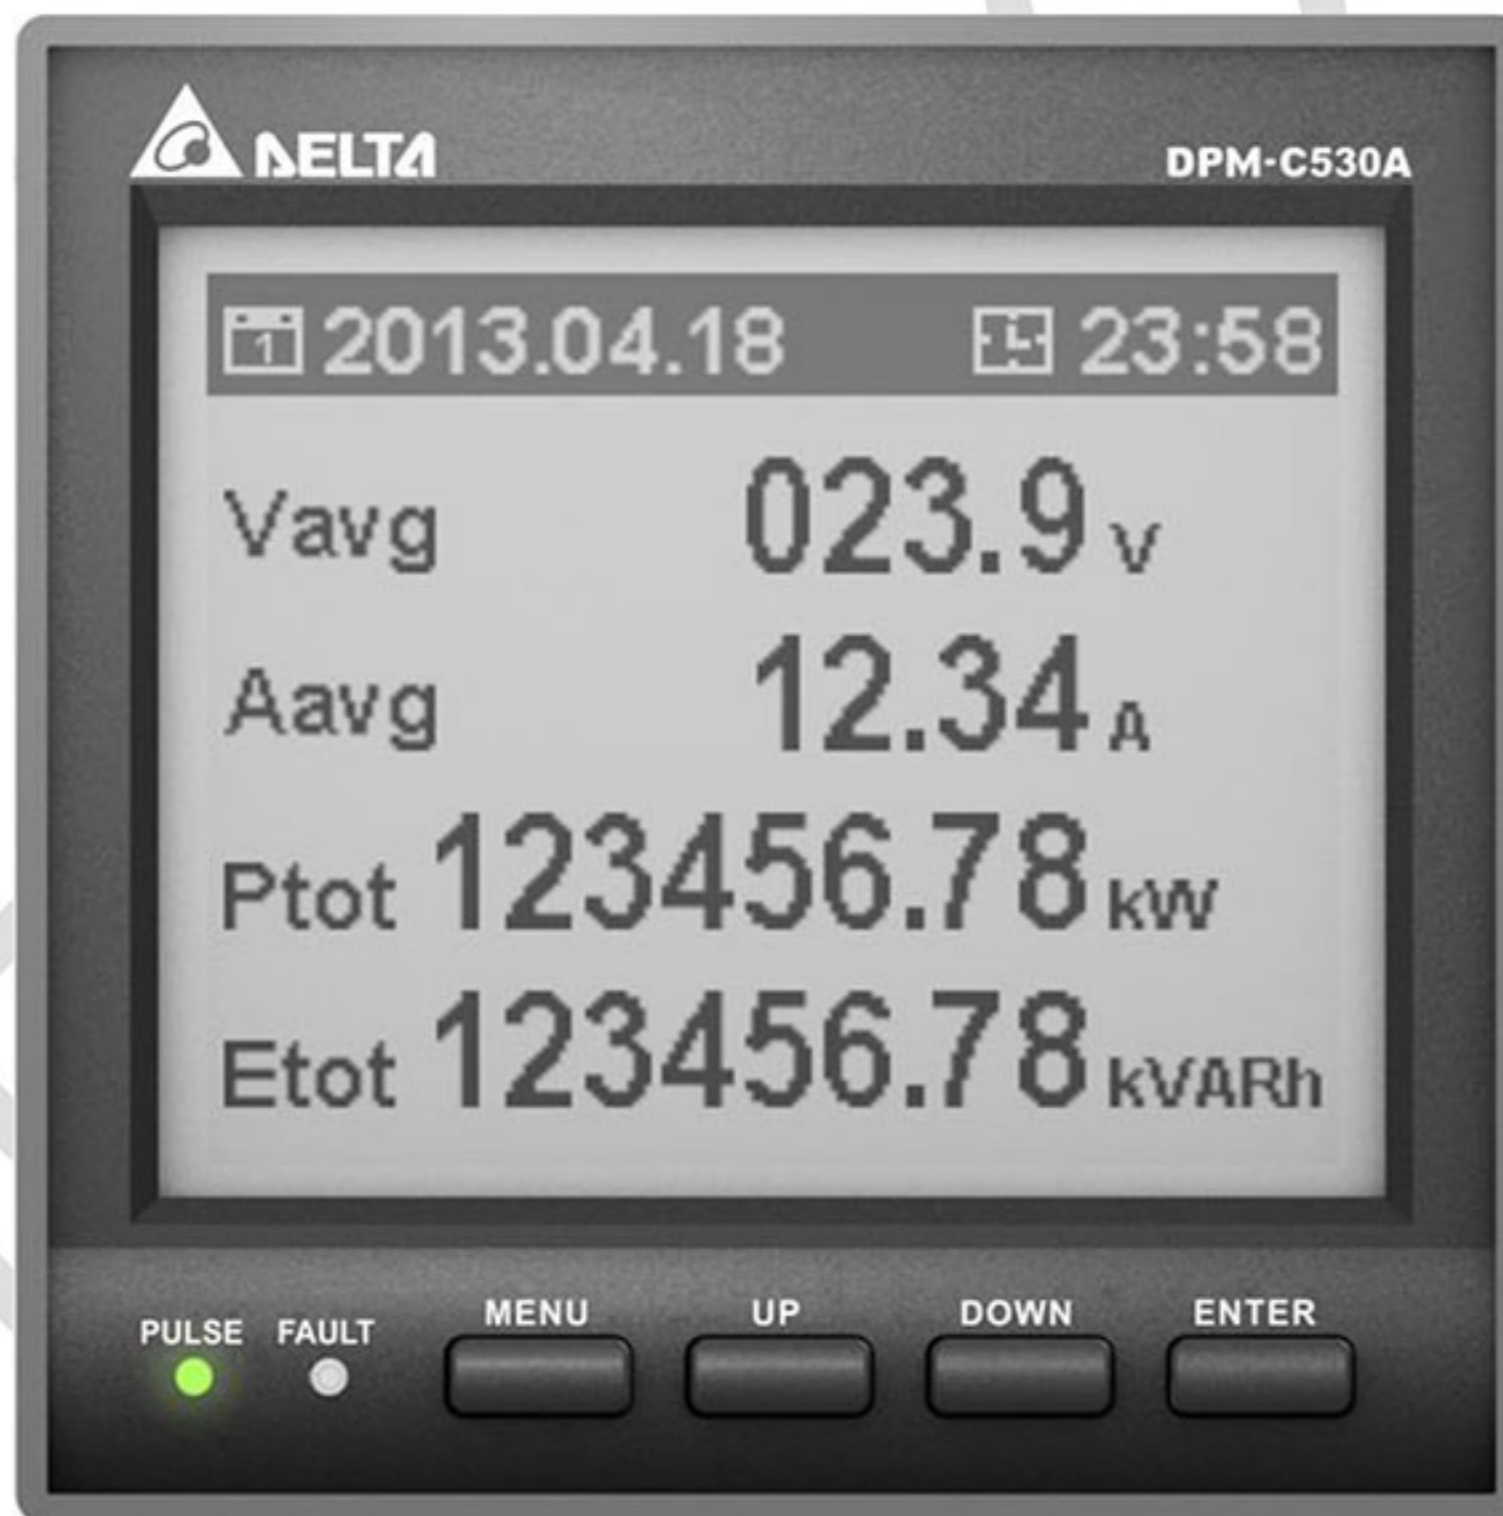 DELTA DPM-C530A
1 2013.04.18 23:58
Vavg 023.9 V
Aavg 12.34 A
Ptot 123456.78 kW
Etot 123456.78 kVARh
PULSE FAULT MENU UP DOWN ENTER